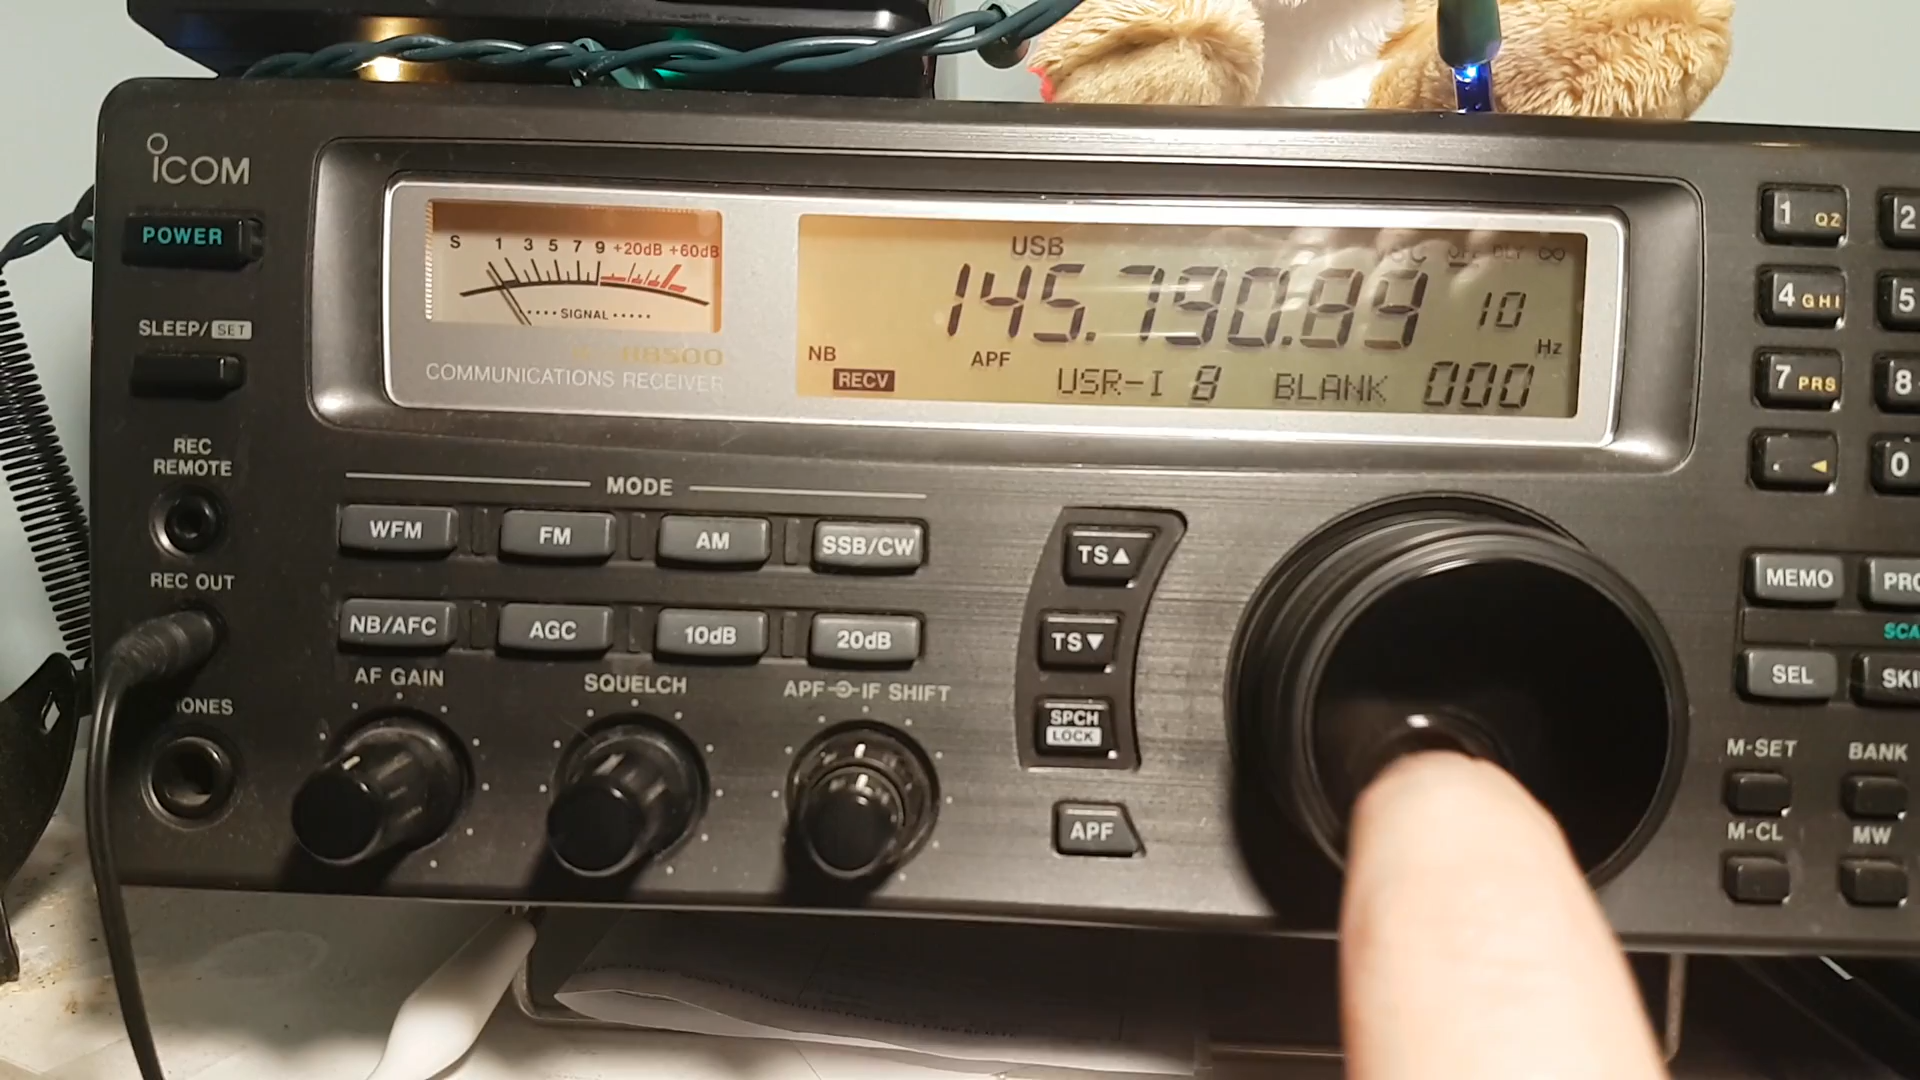 ICOM
POWER
SLEEP/ SET
REC
REMOTE
REC OUT
S 1 3 5 7 9 +20dB +60dB
SIGNAL
COMMUNICATIONS RECEIVER
USB
145.790.89 10
Hz
NB
APF
RECV
USR-I 8 BLANK 000
MODE
WFM FM AM SSB/CW
NB/AFC AGC 10dB 20dB
AF GAIN SQUELCH APF IF SHIFT
TS▲
TS▼
SPCH
LOCK
APF
1 QZ 2
4 GHI 5
7 PRS 8
. ◄ 0
MEMO
SEL
M-SET BANK
M-CL MW